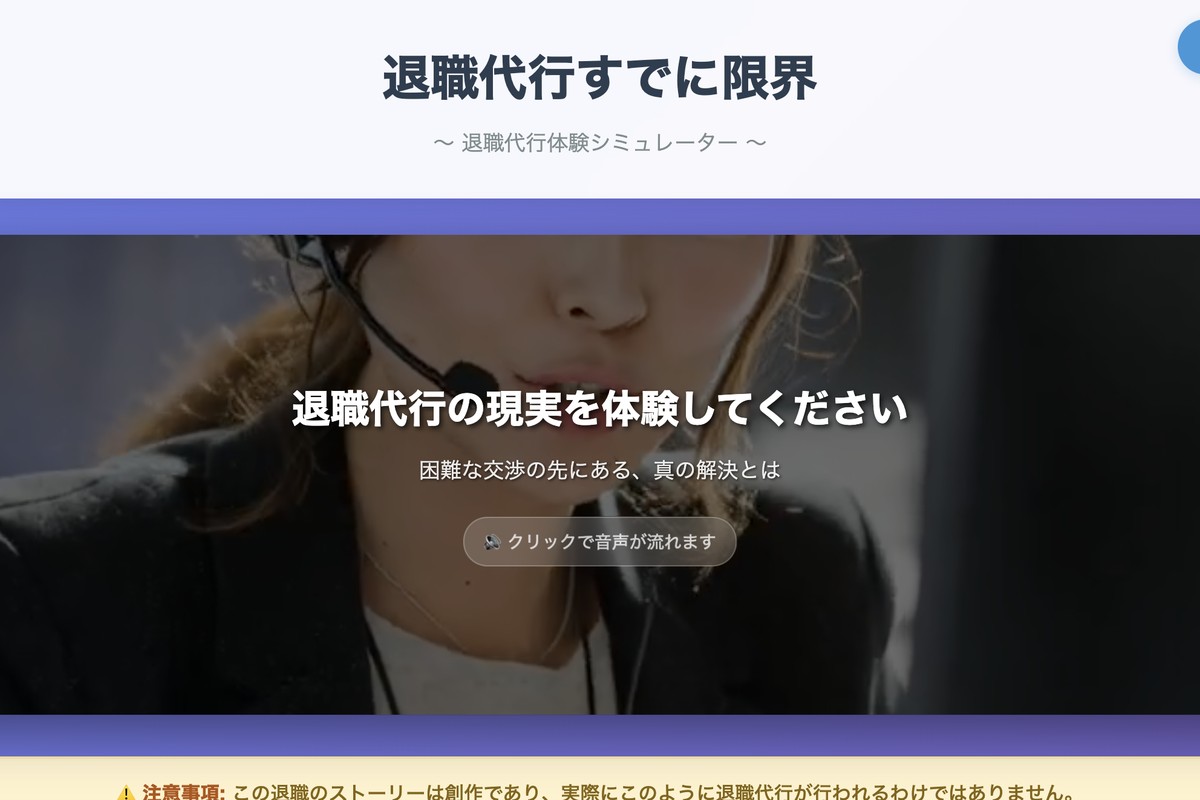 退職代行すでに限界
〜 退職代行体験シミュレーター 〜
退職代行の現実を体験してください
困難な交渉の先にある、真の解決とは
🔊 クリックで音声が流れます
⚠️ 注意事項: この退職のストーリーは創作であり、実際にこのように退職代行が行われるわけではありません。